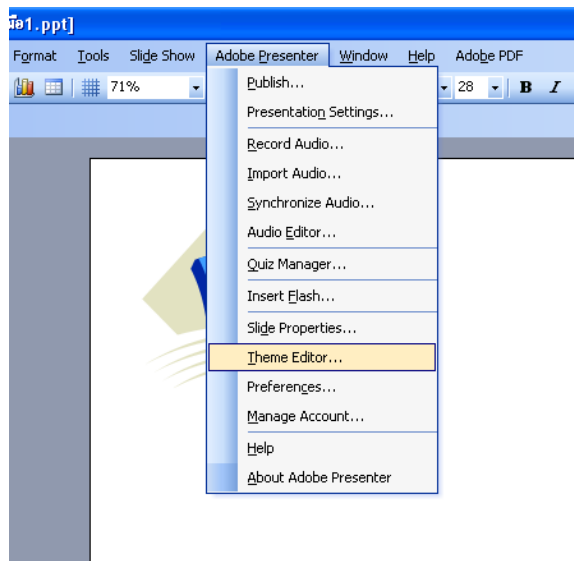 1.ppt]
Format Tools Slide Show Adobe Presenter Window Help Adobe PDF
71% 28 B I
Publish...
Presentation Settings...
Record Audio...
Import Audio...
Synchronize Audio...
Audio Editor...
Quiz Manager...
Insert Flash...
Slide Properties...
Theme Editor...
Preferences...
Manage Account...
Help
About Adobe Presenter